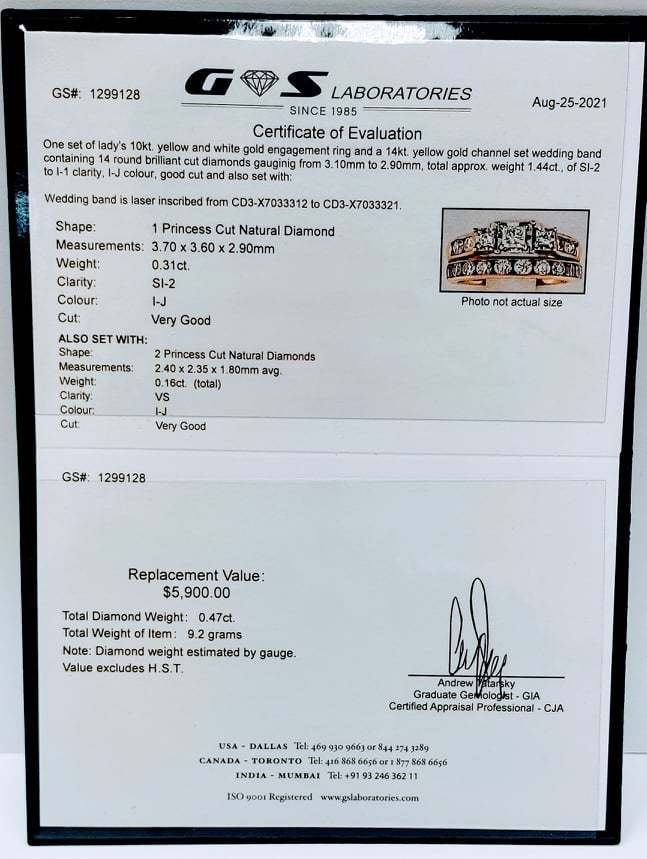 GS#: 1299128
G S LABORATORIES
SINCE 1985
Aug-25-2021
Certificate of Evaluation
One set of lady's 10kt. yellow and white gold engagement ring and a 14kt. yellow gold channel set wedding band
containing 14 round brilliant cut diamonds gauginig from 3.10mm to 2.90mm, total approx. weight 1.44ct., of SI-2
to I-1 clarity, I-J colour, good cut and also set with:
Wedding band is laser inscribed from CD3-X7033312 to CD3-X7033321.
Shape: 1 Princess Cut Natural Diamond
Measurements: 3.70 x 3.60 x 2.90mm
Weight: 0.31ct.
Clarity: SI-2
Colour: I-J
Cut: Very Good
Photo not actual size
ALSO SET WITH:
Shape: 2 Princess Cut Natural Diamonds
Measurements: 2.40 x 2.35 x 1.80mm avg.
Weight: 0.16ct. (total)
Clarity: VS
Colour: I-J
Cut: Very Good
GS#: 1299128
Replacement Value:
$5,900.00
Total Diamond Weight: 0.47ct.
Total Weight of Item: 9.2 grams
Note: Diamond weight estimated by gauge.
Value excludes H.S.T.
Andrew
Graduate Gemologist - GIA
Certified Appraisal Professional - CJA
USA - DALLAS Tel: 469 930 9663 or 844 274 3289
CANADA - TORONTO Tel: 416 868 6656 or 1 877 868 6656
INDIA - MUMBAI Tel: +91 93 246 362 11
ISO 9001 Registered www.gslaboratories.com